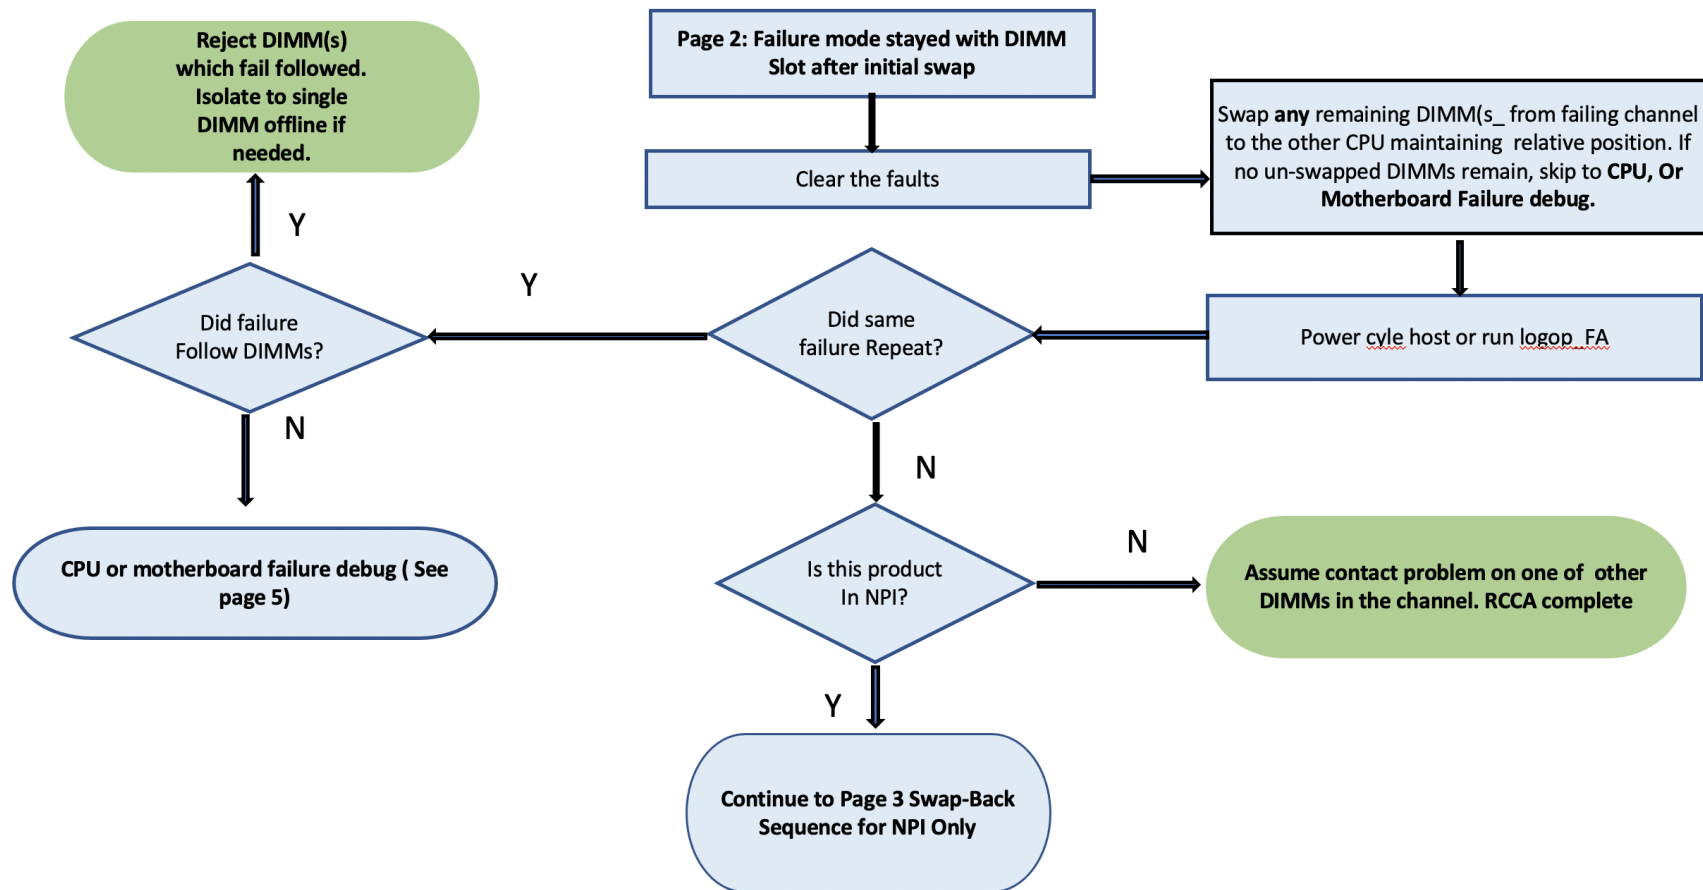 Page 2: Failure mode stayed with DIMM
Slot after initial swap
Clear the faults
Swap any remaining DIMM(s_ from failing channel
to the other CPU maintaining relative position. If
no un-swapped DIMMs remain, skip to CPU, Or
Motherboard Failure debug.
Power cyle host or run logop_FA
Did same
failure Repeat?
Y
Did failure
Follow DIMMs?
Y
Reject DIMM(s)
which fail followed.
Isolate to single
DIMM offline if
needed.
N
CPU or motherboard failure debug ( See
page 5)
N
Is this product
In NPI?
N
Assume contact problem on one of other
DIMMs in the channel. RCCA complete
Y
Continue to Page 3 Swap-Back
Sequence for NPI Only